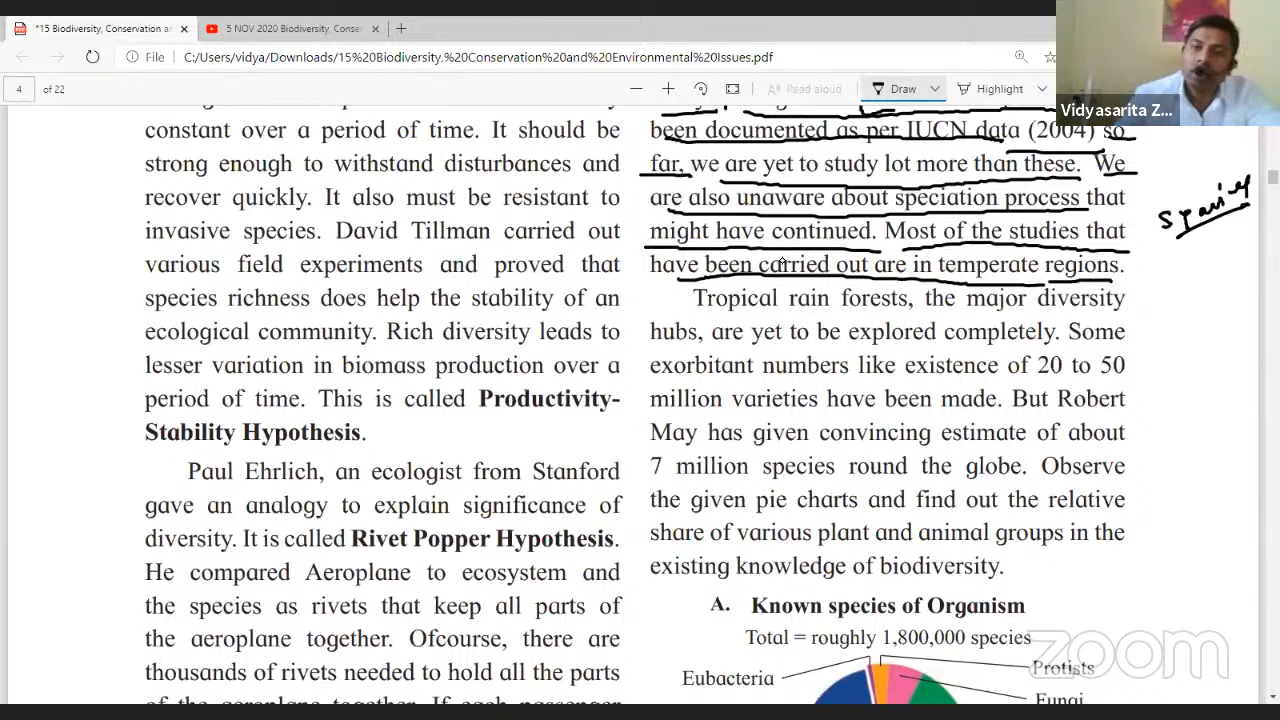 *15 Biodiversity, Conservation a
5 NOV 2020 Biodiversity, Conser
File C:/Users/vidya/Downloads/15%20Biodiversity,%20Conservation%20and%20Environmental%20Issues.pdf
4 of 22
Read aloud
Draw
Highlight
Vidyasarita Z...
constant over a period of time. It should be
strong enough to withstand disturbances and
recover quickly. It also must be resistant to
invasive species. David Tillman carried out
various field experiments and proved that
species richness does help the stability of an
ecological community. Rich diversity leads to
lesser variation in biomass production over a
period of time. This is called Productivity-
Stability Hypothesis.
Paul Ehrlich, an ecologist from Stanford
gave an analogy to explain significance of
diversity. It is called Rivet Popper Hypothesis.
He compared Aeroplane to ecosystem and
the species as rivets that keep all parts of
the aeroplane together. Ofcourse, there are
thousands of rivets needed to hold all the parts
of the aeroplane together. If each passenger
been documented as per IUCN data (2004) so
far, we are yet to study lot more than these. We
are also unaware about speciation process that
might have continued. Most of the studies that
have been carried out are in temperate regions.
Tropical rain forests, the major diversity
hubs, are yet to be explored completely. Some
exorbitant numbers like existence of 20 to 50
million varieties have been made. But Robert
May has given convincing estimate of about
7 million species round the globe. Observe
the given pie charts and find out the relative
share of various plant and animal groups in the
existing knowledge of biodiversity.
A. Known species of Organism
Total = roughly 1,800,000 species
Eubacteria
Protists
Fungi
zoom